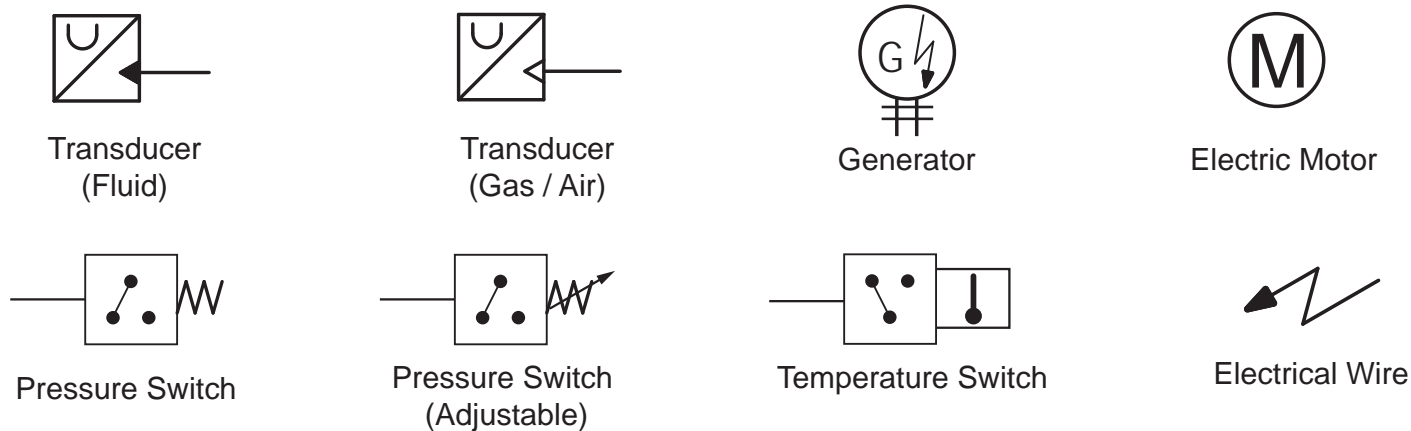 U
U
G
M
Transducer
(Fluid)
Transducer
(Gas / Air)
Generator
Electric Motor
Pressure Switch
Pressure Switch
(Adjustable)
Temperature Switch
Electrical Wire